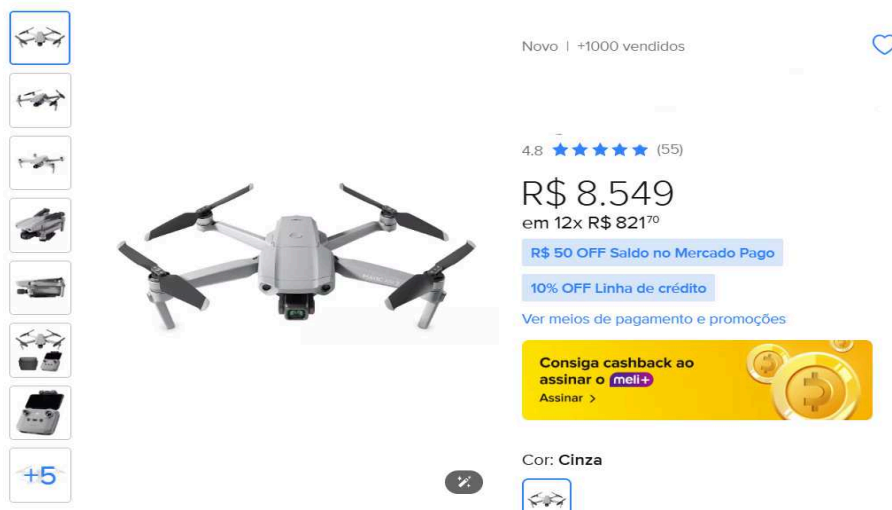 Novo | +1000 vendidos
4.8 (55)
R$ 8.549
em 12x R$ 821⁷⁰
R$ 50 OFF Saldo no Mercado Pago
10% OFF Linha de crédito
Ver meios de pagamento e promoções
Consiga cashback ao
assinar o meli+
Assinar >
+5
Cor: Cinza